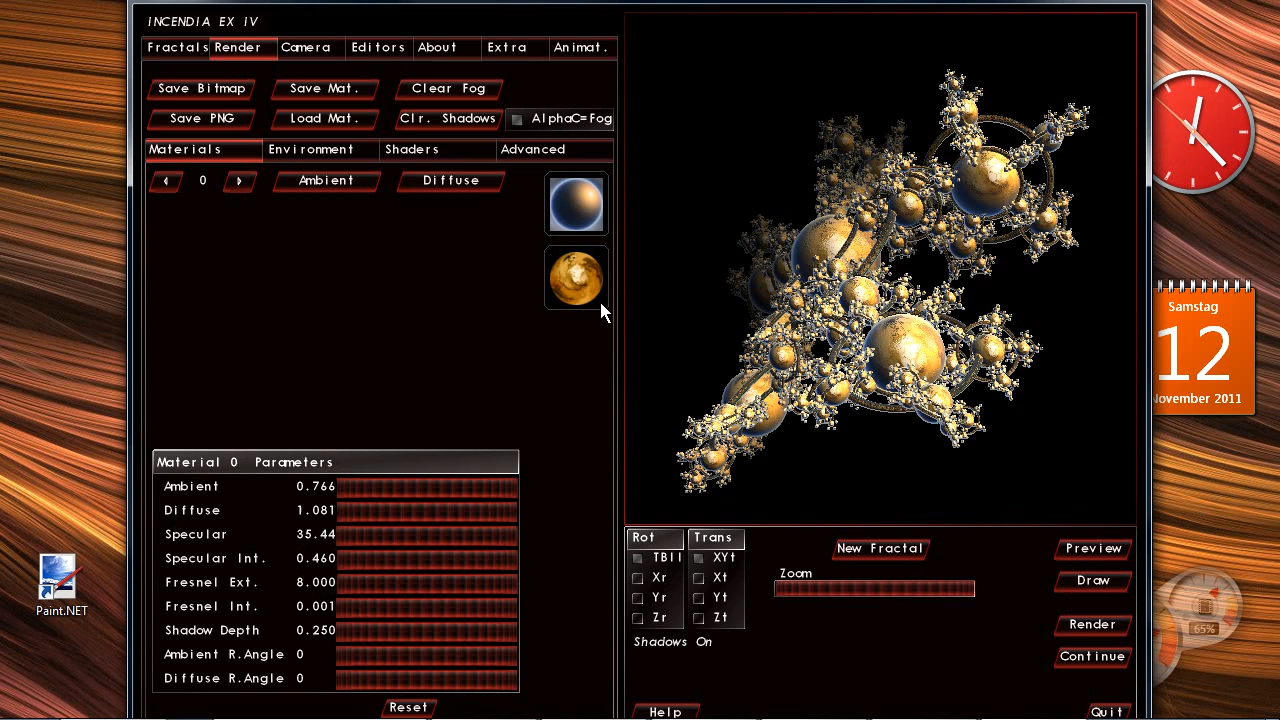 INCENDIA EX IV
Fractals Render Camera Editors About Extra Animat.
Save Bitmap Save Mat. Clear Fog
Save PNG Load Mat. Clr. Shadows AlphaC=Fog
Materials Environment Shaders Advanced
0 Ambient Diffuse
Material 0 Parameters
Ambient 0.766
Diffuse 1.081
Specular 35.44
Specular Int. 0.460
Fresnel Ext. 8.000
Fresnel Int. 0.001
Shadow Depth 0.250
Ambient R.Angle 0
Diffuse R.Angle 0
Reset
Rot Trans
TBll XYt
Xr Xt
Yr Yt
Zr Zt
Shadows On
New Fractal
Zoom
Preview
Draw
Render
Continue
Help Quit
Samstag
12
November 2011
65%
Paint.NET